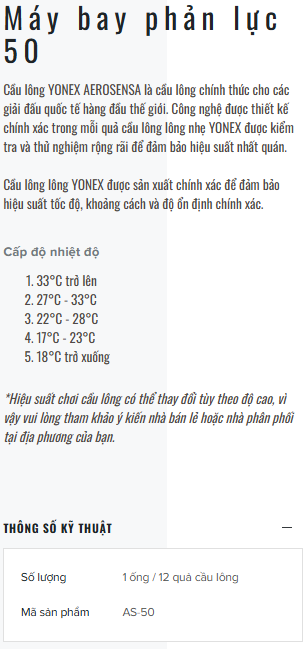 Máy bay phản lực
50
Cầu lông YONEX AEROSENSA là cầu lông chính thức cho các
giải đấu quốc tế hàng đầu thế giới. Công nghệ được thiết kế
chính xác trong mỗi quả cầu lông lông nhẹ YONEX được kiểm
tra và thử nghiệm rộng rãi để đảm bảo hiệu suất nhất quán.
Cầu lông lông YONEX được sản xuất chính xác để đảm bảo
hiệu suất tốc độ, khoảng cách và độ ổn định chính xác.
Cấp độ nhiệt độ
1. 33°C trở lên
2. 27°C - 33°C
3. 22°C - 28°C
4. 17°C - 23°C
5. 18°C trở xuống
*Hiệu suất chơi cầu lông có thể thay đổi tùy theo độ cao, vì
vậy vui lòng tham khảo ý kiến nhà bán lẻ hoặc nhà phân phối
tại địa phương của bạn.
THÔNG SỐ KỸ THUẬT —
Số lượng 1 ống / 12 quả cầu lông
Mã sản phẩm AS-50